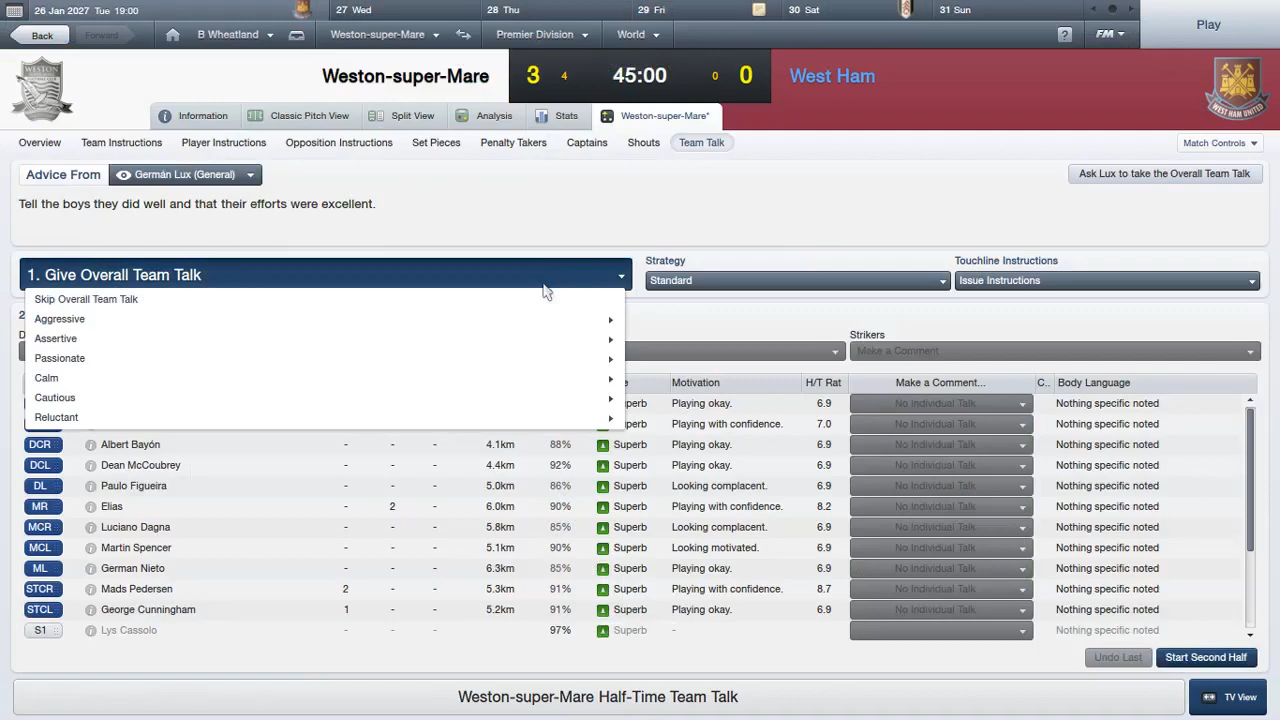 26 Jan 2027 Tue 19:00 27 Wed 28 Thu 29 Fri 30 Sat 31 Sun
Play
Back Forward B Wheatland Weston-super-Mare Premier Division World ? FM
Weston-super-Mare 3 4 45:00 0 0 West Ham
Information Classic Pitch View Split View Analysis Stats Weston-super-Mare*
Overview Team Instructions Player Instructions Opposition Instructions Set Pieces Penalty Takers Captains Shouts Team Talk Match Controls
Advice From Germán Lux (General) Ask Lux to take the Overall Team Talk
Tell the boys they did well and that their efforts were excellent.
1. Give Overall Team Talk
Strategy
Standard
Touchline Instructions
Issue Instructions
Skip Overall Team Talk
Aggressive
Assertive
Passionate
Calm
Cautious
Reluctant
Strikers
Make a Comment
Motivation H/T Rat Make a Comment... C.. Body Language
Playing okay. 6.9 No Individual Talk Nothing specific noted
Playing with confidence. 7.0 No Individual Talk Nothing specific noted
DCR Albert Bayón - - - 4.1km 88% Superb Playing okay. 6.9 No Individual Talk Nothing specific noted
DCL Dean McCoubrey - - - 4.4km 92% Superb Playing okay. 6.9 No Individual Talk Nothing specific noted
DL Paulo Figueira - - - 5.0km 86% Superb Looking complacent. 6.9 No Individual Talk Nothing specific noted
MR Elias - 2 - 6.0km 90% Superb Playing with confidence. 8.2 No Individual Talk Nothing specific noted
MCR Luciano Dagna - - - 5.8km 85% Superb Looking complacent. 6.9 No Individual Talk Nothing specific noted
MCL Martin Spencer - - - 5.1km 90% Superb Looking motivated. 6.9 No Individual Talk Nothing specific noted
ML German Nieto - - - 6.3km 85% Superb Playing okay. 6.9 No Individual Talk Nothing specific noted
STCR Mads Pedersen 2 - - 5.3km 91% Superb Playing with confidence. 8.7 No Individual Talk Nothing specific noted
STCL George Cunningham 1 - - 5.2km 91% Superb Playing okay. 6.9 No Individual Talk Nothing specific noted
S1 Lys Cassolo 97% Superb - Nothing specific noted
Undo Last Start Second Half
Weston-super-Mare Half-Time Team Talk TV View